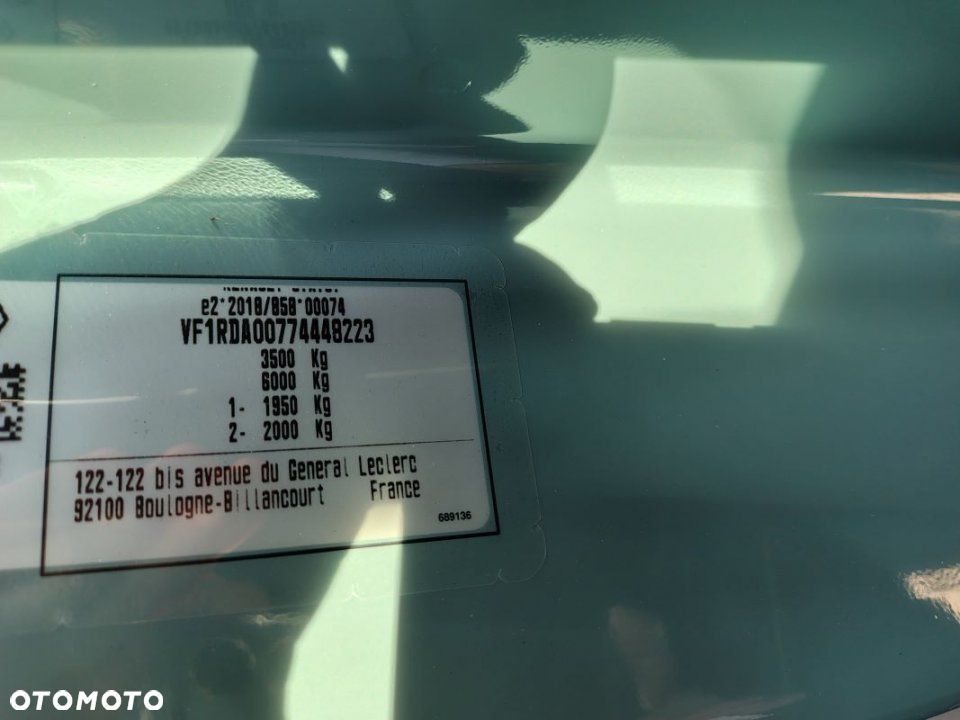 e2*2018/858*00074
VF1RDA00774448223
3500 Kg
6000 Kg
1- 1950 Kg
2- 2000 Kg
122-122 bis avenue du General Leclerc
92100 Boulogne-Billancourt France
689136
OTOMOTO